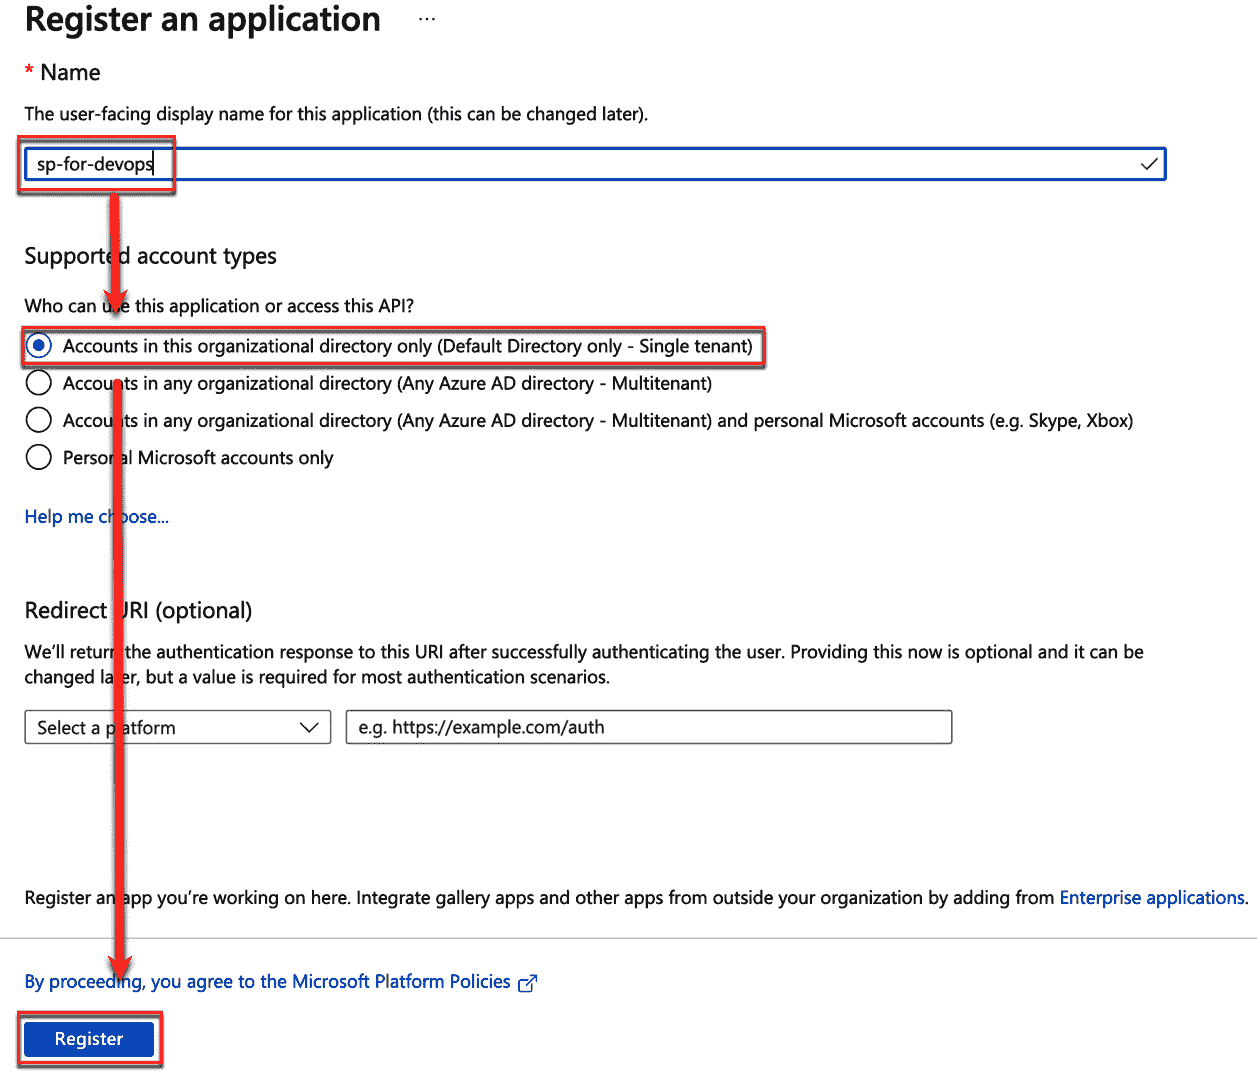 Register an application ...
* Name
The user-facing display name for this application (this can be changed later).
sp-for-devops
Supported account types
Who can use this application or access this API?
Accounts in this organizational directory only (Default Directory only - Single tenant)
Accounts in any organizational directory (Any Azure AD directory - Multitenant)
Accounts in any organizational directory (Any Azure AD directory - Multitenant) and personal Microsoft accounts (e.g. Skype, Xbox)
Personal Microsoft accounts only
Help me choose...
Redirect URI (optional)
We'll return the authentication response to this URI after successfully authenticating the user. Providing this now is optional and it can be
changed later, but a value is required for most authentication scenarios.
Select a platform e.g. https://example.com/auth
Register an app you're working on here. Integrate gallery apps and other apps from outside your organization by adding from Enterprise applications.
By proceeding, you agree to the Microsoft Platform Policies
Register